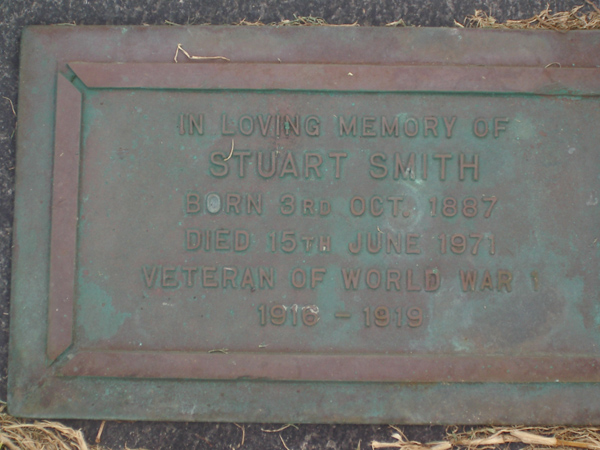 IN LOVING MEMORY OF
STUART SMITH
BORN 3RD OCT. 1887
DIED 15TH JUNE 1971
VETERAN OF WORLD WAR 1
1916 - 1919